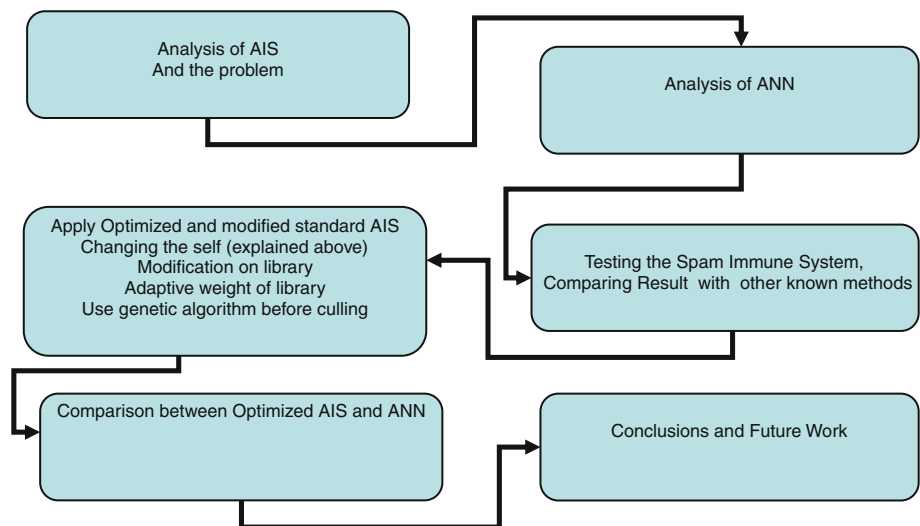 Analysis of AIS
And the problem
Analysis of ANN
Testing the Spam Immune System,
Comparing Result with other known methods
Apply Optimized and modified standard AIS
Changing the self (explained above)
Modification on library
Adaptive weight of library
Use genetic algorithm before culling
Comparison between Optimized AIS and ANN
Conclusions and Future Work